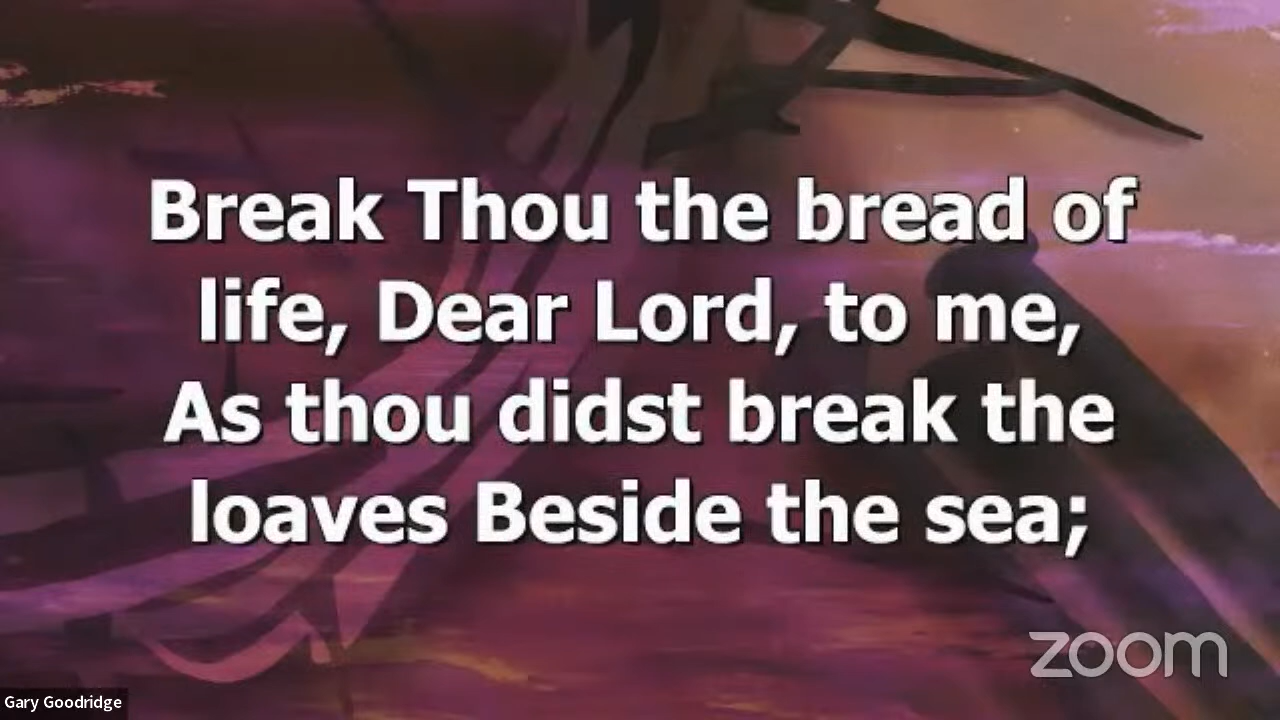 Break Thou the bread of
life, Dear Lord, to me,
As thou didst break the
loaves Beside the sea;
zoom
Gary Goodridge